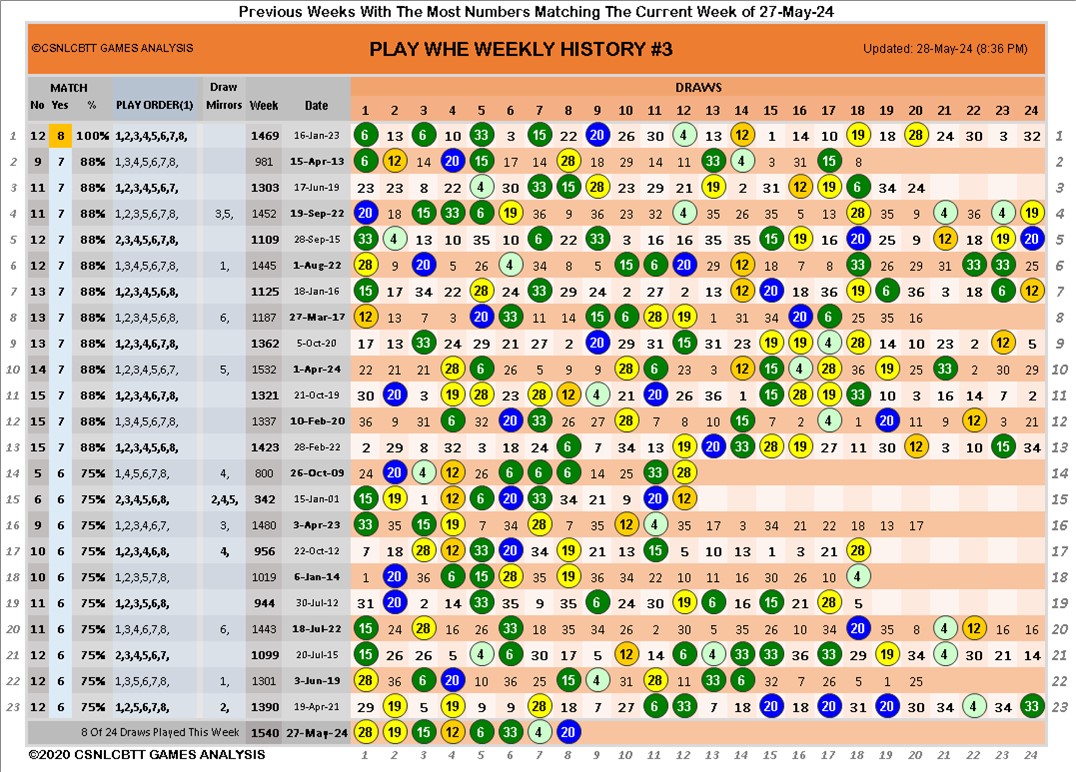 Previous Weeks With The Most Numbers Matching The Current Week of 27-May-24
©CSNLCBTT GAMES ANALYSIS PLAY WHE WEEKLY HISTORY #3 Updated: 28-May-24 (8:36 PM)
MATCH Draw DRAWS
No Yes % PLAY ORDER(1) Mirrors Week Date 1 2 3 4 5 6 7 8 9 10 11 12 13 14 15 16 17 18 19 20 21 22 23 24
1 12 8 100% 1,2,3,4,5,6,7,8, 1469 16-Jan-23 6 13 6 10 33 3 15 22 20 26 30 4 13 12 1 14 10 19 18 28 24 30 3 32 1
2 9 7 88% 1,3,4,5,6,7,8, 981 15-Apr-13 6 12 14 20 15 17 14 28 18 29 14 11 33 4 3 31 15 8 2
3 11 7 88% 1,2,3,4,5,6,7, 1303 17-Jun-19 23 23 8 22 4 30 33 15 28 23 29 21 19 2 31 12 19 6 34 24 3
4 11 7 88% 1,2,3,5,6,7,8, 3,5, 1452 19-Sep-22 20 18 15 33 6 19 36 9 36 23 32 4 35 26 35 5 13 28 35 9 4 36 4 19 4
5 12 7 88% 2,3,4,5,6,7,8, 1109 28-Sep-15 33 4 13 10 35 10 6 22 33 3 16 16 35 35 15 19 16 20 25 9 12 18 19 20 5
6 12 7 88% 1,3,4,5,6,7,8, 1, 1445 1-Aug-22 28 9 20 5 26 4 34 8 5 15 6 20 29 12 18 7 8 33 26 29 31 33 33 25 6
7 13 7 88% 1,2,3,4,5,6,8, 1125 18-Jan-16 15 17 34 22 28 24 33 29 24 2 27 2 13 12 20 18 36 19 6 36 3 18 6 12 7
8 13 7 88% 1,2,3,4,5,6,8, 6, 1187 27-Mar-17 12 13 7 3 20 33 11 14 15 6 28 12 1 31 34 20 6 28 35 16 8
9 13 7 88% 1,2,3,4,6,7,8, 1362 5-Oct-20 17 13 33 24 29 21 27 2 20 29 31 15 31 23 19 19 4 28 14 10 21 2 12 5 9
10 14 7 88% 1,2,3,4,5,6,7, 5, 1532 1-Apr-24 22 21 21 28 6 26 5 9 9 28 6 23 3 12 15 4 28 36 19 21 33 2 30 29 10
11 15 7 88% 1,2,3,4,6,7,8, 1321 21-Oct-19 30 20 3 19 28 23 28 12 4 21 20 26 36 1 15 28 19 33 10 3 16 14 7 2 11
12 15 7 88% 1,3,4,5,6,7,8, 1337 10-Feb-20 36 9 31 6 32 20 33 26 10 28 7 12 8 15 7 2 4 1 20 11 9 12 3 21 12
13 15 7 88% 1,2,3,4,5,6,8, 1423 28-Feb-22 2 29 8 32 3 18 24 6 7 34 13 19 20 33 28 19 27 11 30 12 3 10 15 34 13
14 5 6 75% 1,4,5,6,7,8, 4, 800 26-Oct-09 24 20 4 12 26 6 6 6 14 25 33 28 14
15 6 6 75% 2,3,4,5,6,8, 2,4,5, 342 15-Jan-01 15 19 1 12 6 20 33 34 21 9 20 12 15
16 9 6 75% 1,2,3,4,6,7, 3, 1480 3-Apr-23 33 35 15 19 7 34 28 7 35 12 4 35 17 3 34 21 22 18 13 17 16
17 10 6 75% 1,2,3,4,6,8, 4, 956 22-Oct-12 7 18 28 12 33 20 34 19 21 13 15 5 10 13 1 3 21 28 17
18 10 6 75% 1,2,3,5,7,8, 1019 6-Jan-14 1 20 36 6 15 28 35 19 36 34 22 10 11 16 30 26 10 4 18
19 11 6 75% 1,2,3,5,6,8, 944 30-Jul-12 31 20 2 14 33 35 9 35 6 24 30 19 6 16 15 21 28 5 19
20 11 6 75% 1,3,4,6,7,8, 6, 1443 18-Jul-22 15 24 28 16 26 33 18 35 34 26 2 30 5 35 26 10 34 20 35 8 4 12 16 16 20
21 12 6 75% 2,3,4,5,6,7, 1099 20-Jul-15 15 26 26 5 4 6 30 17 5 12 14 6 4 33 33 36 33 29 19 34 4 30 21 14 21
22 12 6 75% 1,3,5,6,7,8, 1, 1301 3-Jun-19 28 36 6 20 10 36 25 15 4 31 28 11 33 6 32 7 26 5 1 25 22
23 12 6 75% 1,2,5,6,7,8, 2, 1390 19-Apr-21 29 19 5 19 9 9 28 18 7 27 6 33 7 18 20 18 20 31 20 30 34 4 34 33 23
8 Of 24 Draws Played This Week 1540 27-May-24 28 19 15 12 6 33 4 20
©2020 CSNLCBTT GAMES ANALYSIS 1 2 3 4 5 6 7 8 9 10 11 12 13 14 15 16 17 18 19 20 21 22 23 24